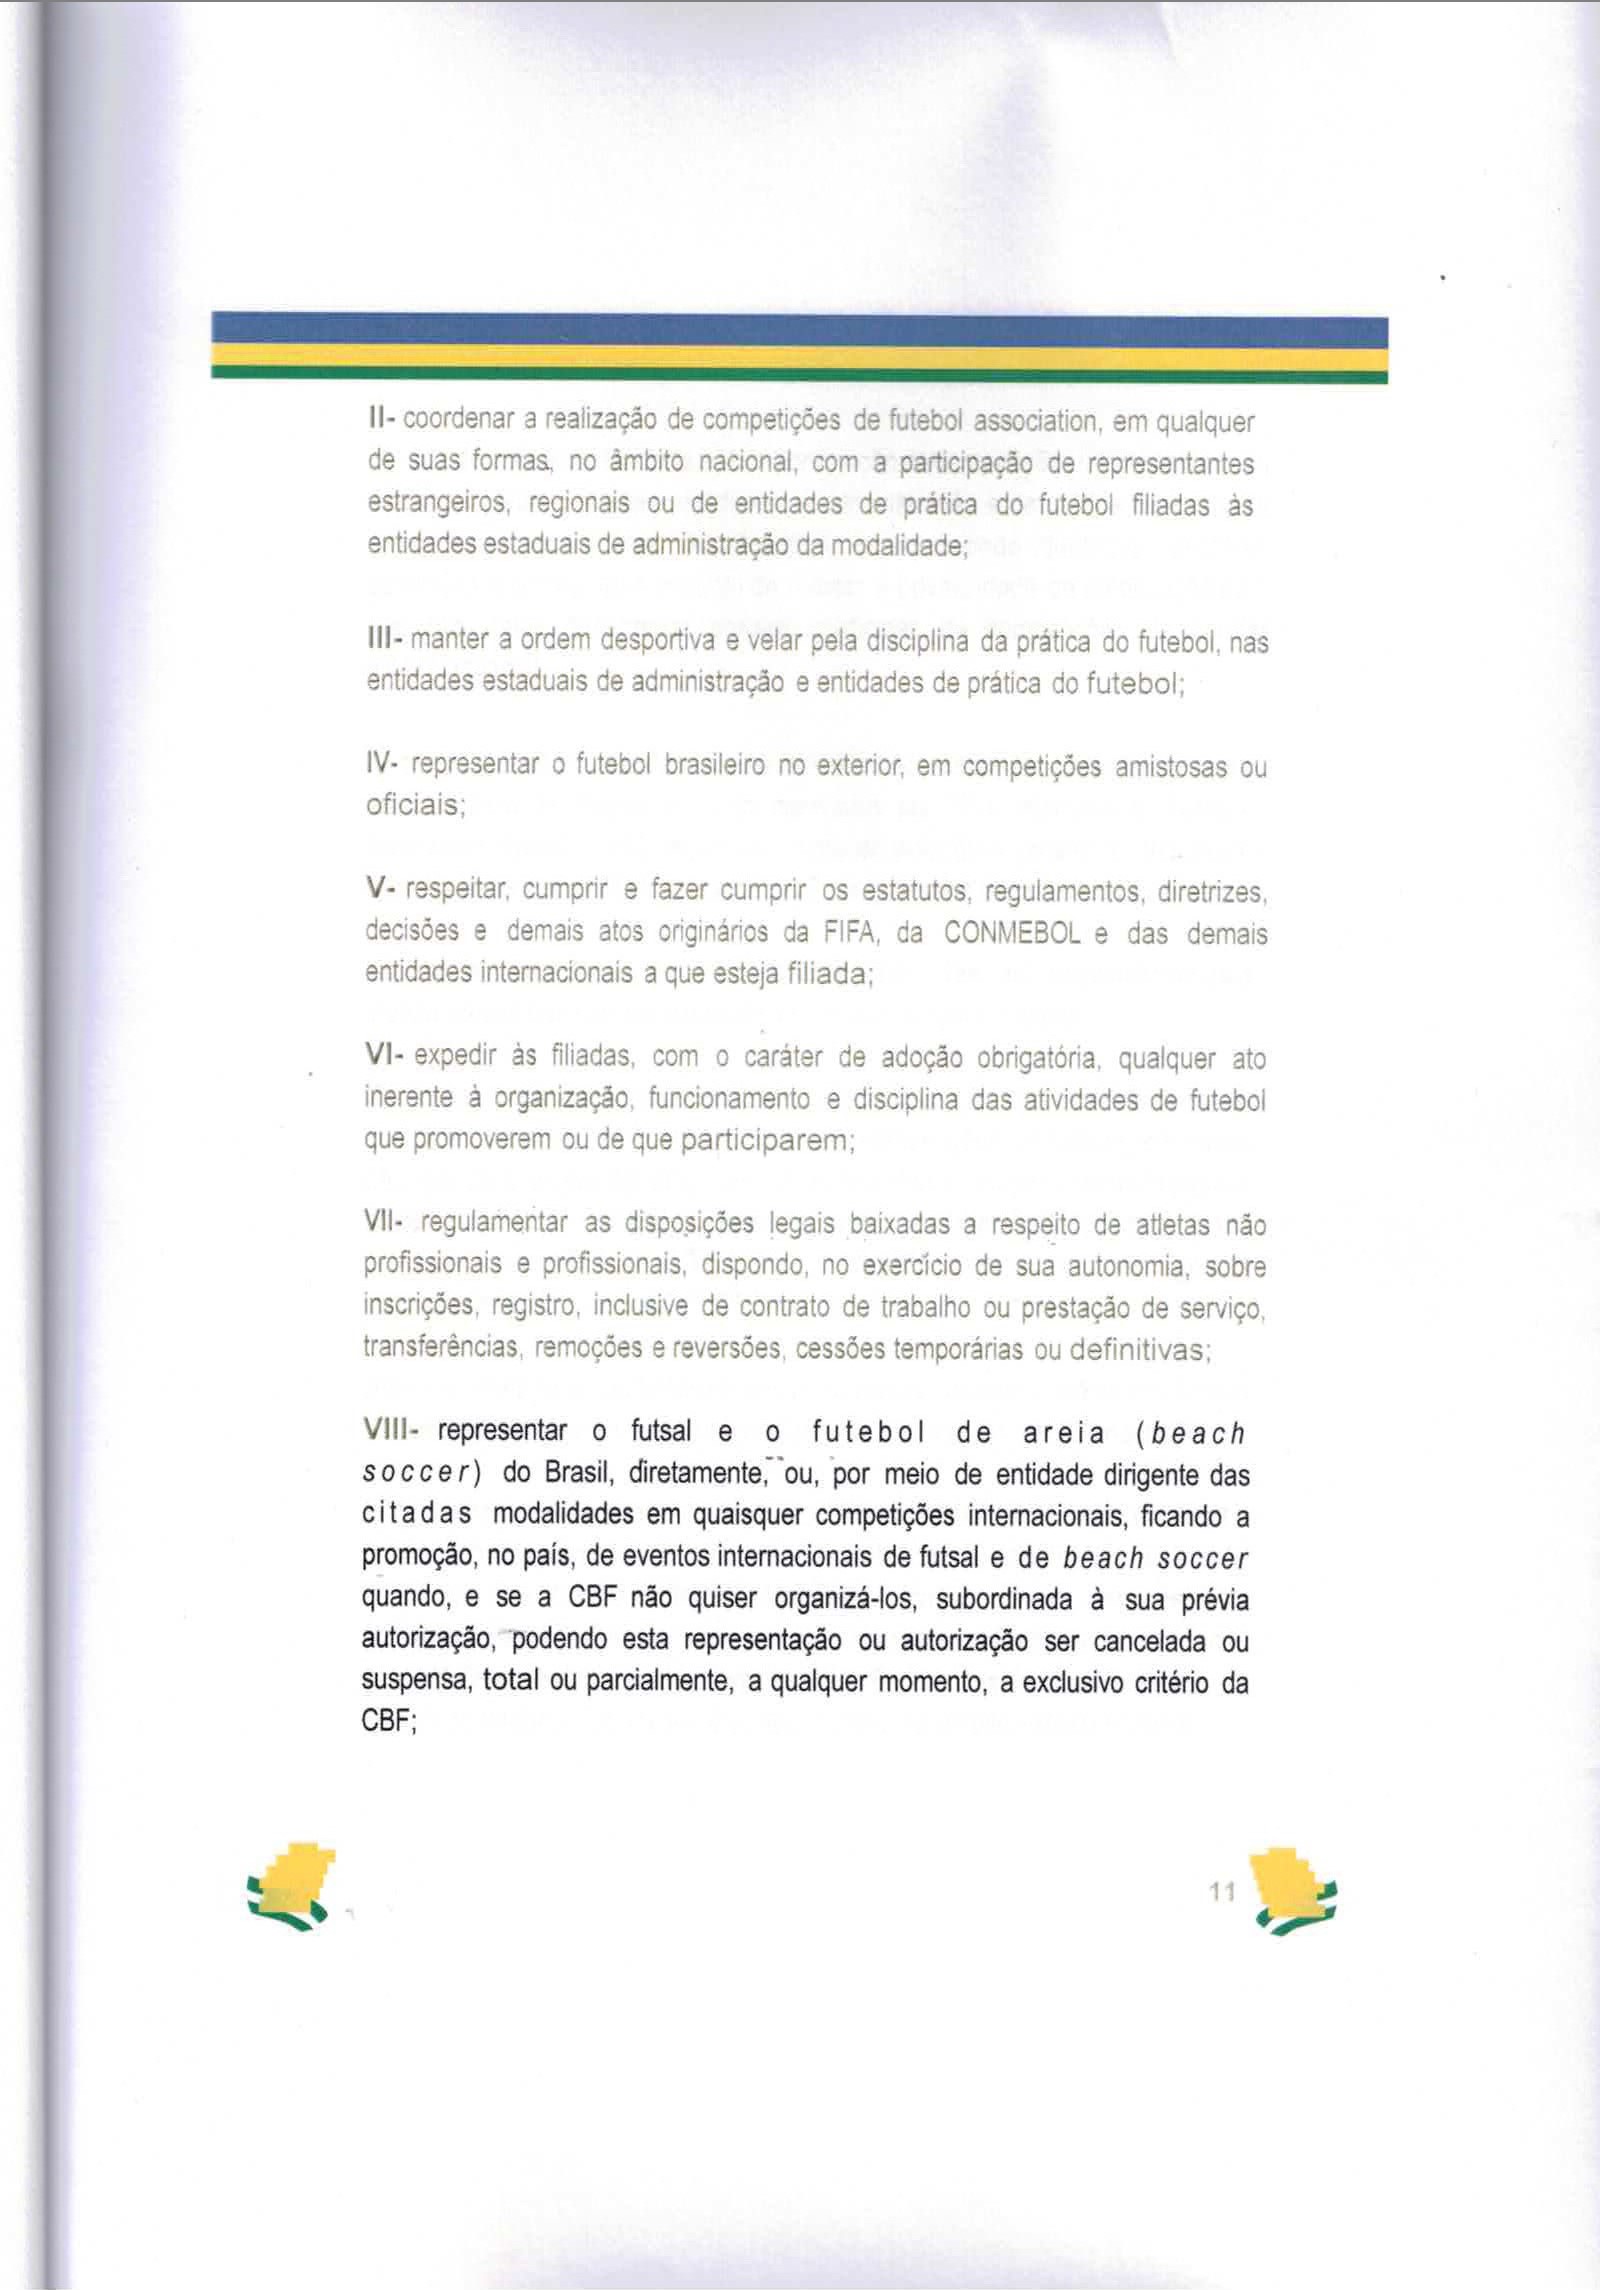 II- coordenar a realização de competições de futebol association, em qualquer
de suas formas, no âmbito nacional, com a participação de representantes
estrangeiros, regionais ou de entidades de prática do futebol filiadas às
entidades estaduais de administração da modalidade;
III- manter a ordem desportiva e velar pela disciplina da prática do futebol, nas
entidades estaduais de administração e entidades de prática do futebol;
IV- representar o futebol brasileiro no exterior, em competições amistosas ou
oficiais;
V- respeitar, cumprir e fazer cumprir os estatutos, regulamentos, diretrizes,
decisões e demais atos originários da FIFA, da CONMEBOL e das demais
entidades internacionais a que esteja filiada;
VI- expedir às filiadas, com o caráter de adoção obrigatória, qualquer ato
inerente à organização, funcionamento e disciplina das atividades de futebol
que promoverem ou de que participarem;
VII- regulamentar as disposições legais baixadas a respeito de atletas não
profissionais e profissionais, dispondo, no exercício de sua autonomia, sobre
inscrições, registro, inclusive de contrato de trabalho ou prestação de serviço,
transferências, remoções e reversões, cessões temporárias ou definitivas;
VIII- representar o futsal e o futebol de areia (beach
soccer) do Brasil, diretamente, ou, por meio de entidade dirigente das
citadas modalidades em quaisquer competições internacionais, ficando a
promoção, no país, de eventos internacionais de futsal e de beach soccer
quando, e se a CBF não quiser organizá-los, subordinada à sua prévia
autorização, podendo esta representação ou autorização ser cancelada ou
suspensa, total ou parcialmente, a qualquer momento, a exclusivo critério da
CBF;
11